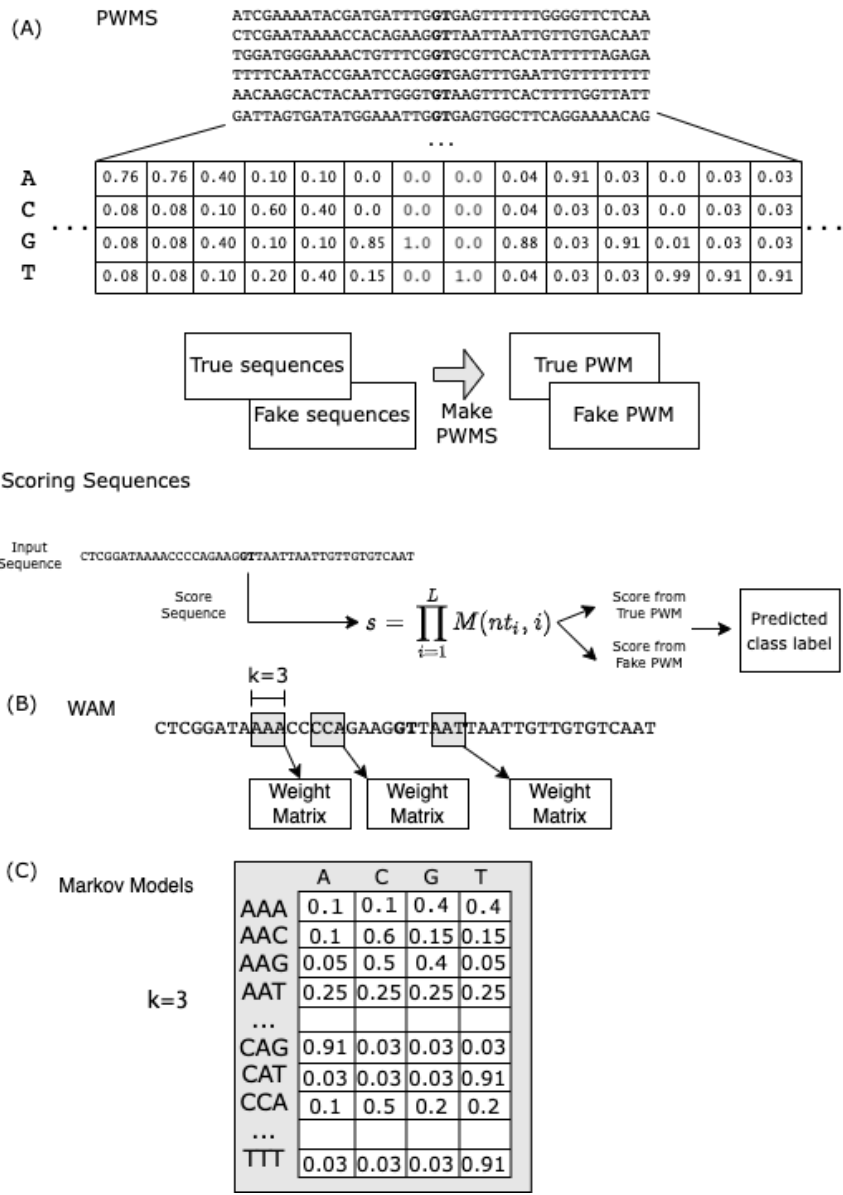 (A) PWMS
ATCGAAAATACGATGATTTGGTGAGTTTTTTGGGGTTCTCAA
CTCGAATAAAACCACAGAAGGTTAATTAATTGTTGTGACAAT
TGGATGGGAAAACTGTTTCGGTGCGTTCACTATTTTTAGAGA
TTTTCAATACCGAATCCAGGGTGAGTTTGAATTGTTTTTTTT
AACAAGCACTACAATTGGGTGTAAGTTTCACTTTTGGTTATT
GATTAGTGATATGGAAATTGGTGAGTGGCTTCAGGAAAACAG
...
A 0.76 0.76 0.40 0.10 0.10 0.0 0.0 0.0 0.04 0.91 0.03 0.0 0.03 0.03
C 0.08 0.08 0.10 0.60 0.40 0.0 0.0 0.0 0.04 0.03 0.03 0.0 0.03 0.03
... G 0.08 0.08 0.40 0.10 0.10 0.85 1.0 0.0 0.88 0.03 0.91 0.01 0.03 0.03 ...
T 0.08 0.08 0.10 0.20 0.40 0.15 0.0 1.0 0.04 0.03 0.03 0.99 0.91 0.91
True sequences
Fake sequences
Make
PWMS
True PWM
Fake PWM
Scoring Sequences
Input
Sequence
CTCGGATAAAACCCCAGAAGGTTAATTAATTGTTGTGTCAAT
Score
Sequence
s = ∏_{i=1}^{L} M(nt_i, i)
Score from
True PWM
Score from
Fake PWM
Predicted
class label
(B) WAM
k=3
CTCGGATAAAACCCCAGAAGGTTAATTAATTGTTGTGTCAAT
Weight
Matrix
Weight
Matrix
Weight
Matrix
(C) Markov Models
k=3
A C G T
AAA 0.1 0.1 0.4 0.4
AAC 0.1 0.6 0.15 0.15
AAG 0.05 0.5 0.4 0.05
AAT 0.25 0.25 0.25 0.25
...
CAG 0.91 0.03 0.03 0.03
CAT 0.03 0.03 0.03 0.91
CCA 0.1 0.5 0.2 0.2
...
TTT 0.03 0.03 0.03 0.91